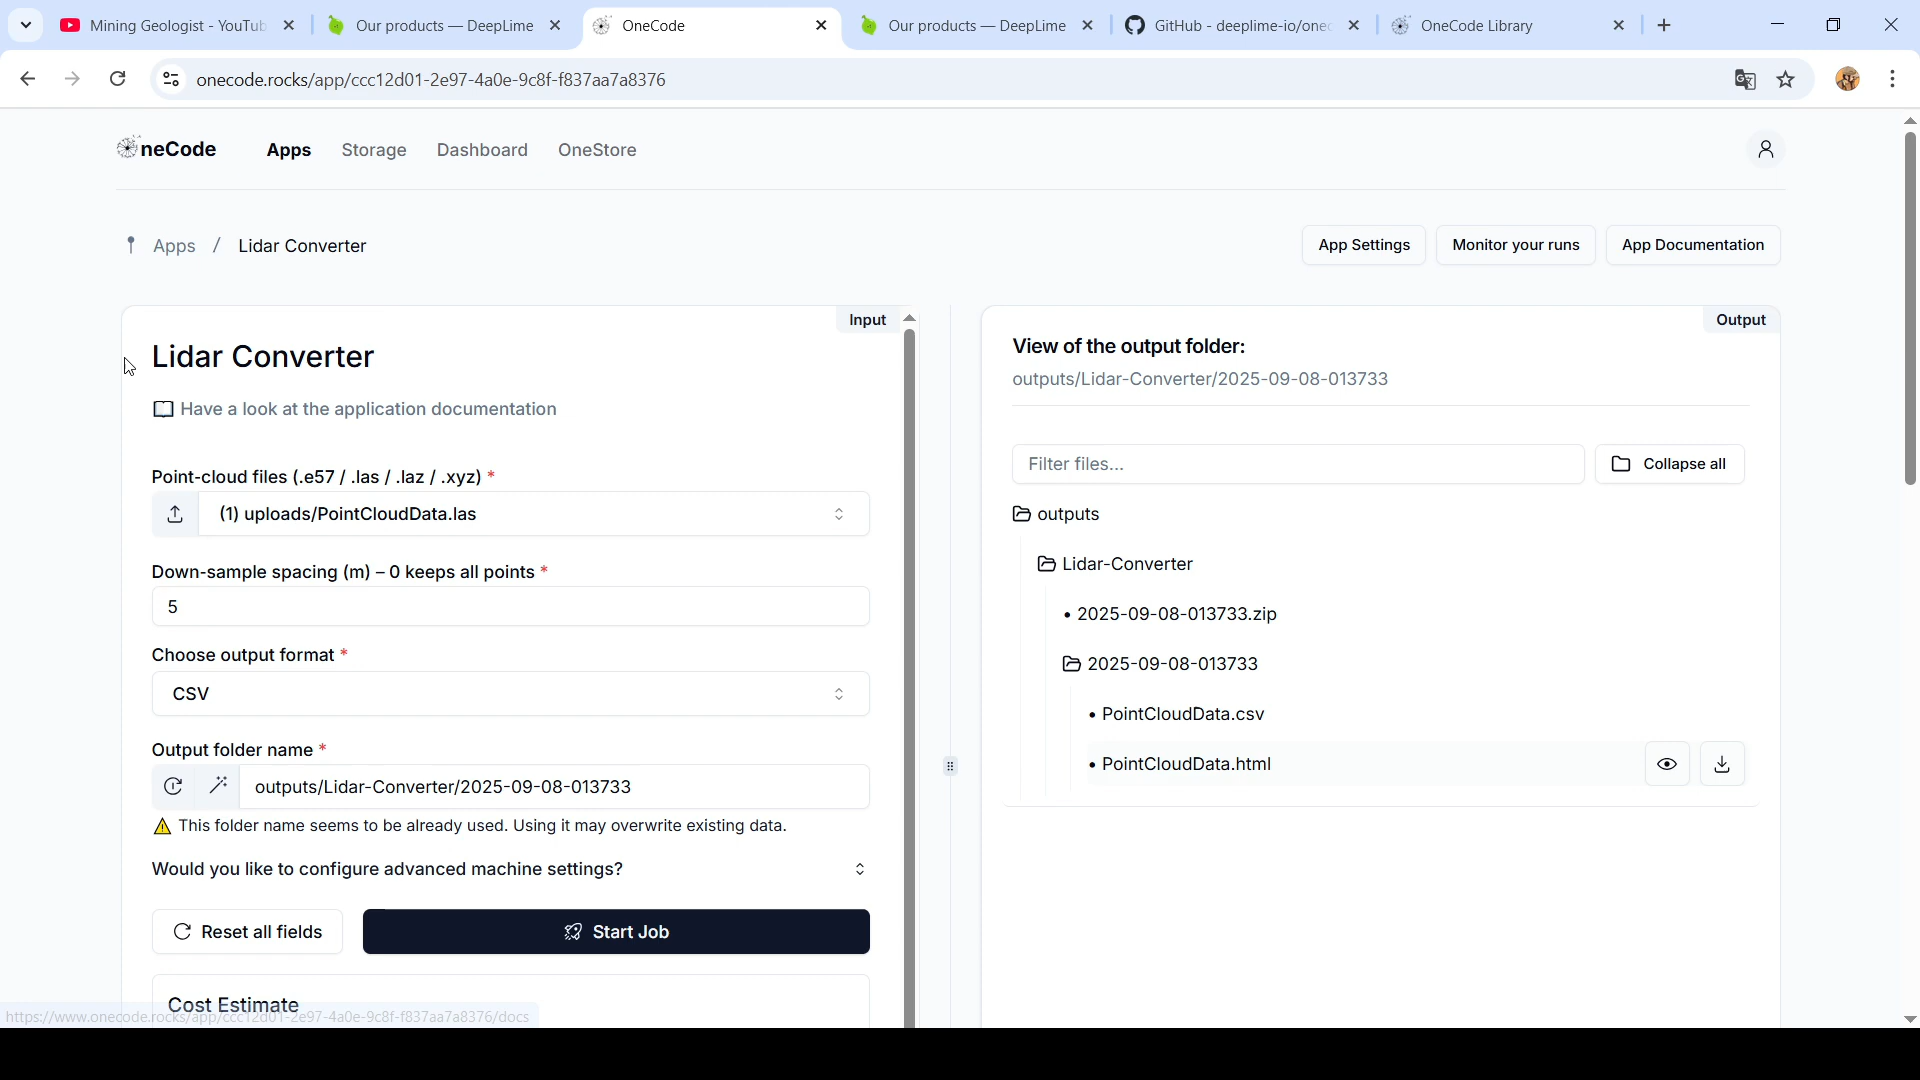 Mining Geologist - YouTub
Our products — DeepLime
OneCode
Our products — DeepLime
GitHub - deeplime-io/onec
OneCode Library
onecode.rocks/app/ccc12d01-2e97-4a0e-9c8f-f837aa7a8376
neCode
Apps
Storage
Dashboard
OneStore
Apps / Lidar Converter
App Settings
Monitor your runs
App Documentation
Input
Lidar Converter
Have a look at the application documentation
Point-cloud files (.e57 / .las / .laz / .xyz) *
(1) uploads/PointCloudData.las
Down-sample spacing (m) – 0 keeps all points *
5
Choose output format *
CSV
Output folder name *
outputs/Lidar-Converter/2025-09-08-013733
This folder name seems to be already used. Using it may overwrite existing data.
Would you like to configure advanced machine settings?
Reset all fields
Start Job
Cost Estimate
https://www.onecode.rocks/app/ccc12d01-2e97-4a0e-9c8f-f837aa7a8376/docs
Output
View of the output folder:
outputs/Lidar-Converter/2025-09-08-013733
Filter files...
Collapse all
outputs
Lidar-Converter
• 2025-09-08-013733.zip
2025-09-08-013733
• PointCloudData.csv
• PointCloudData.html